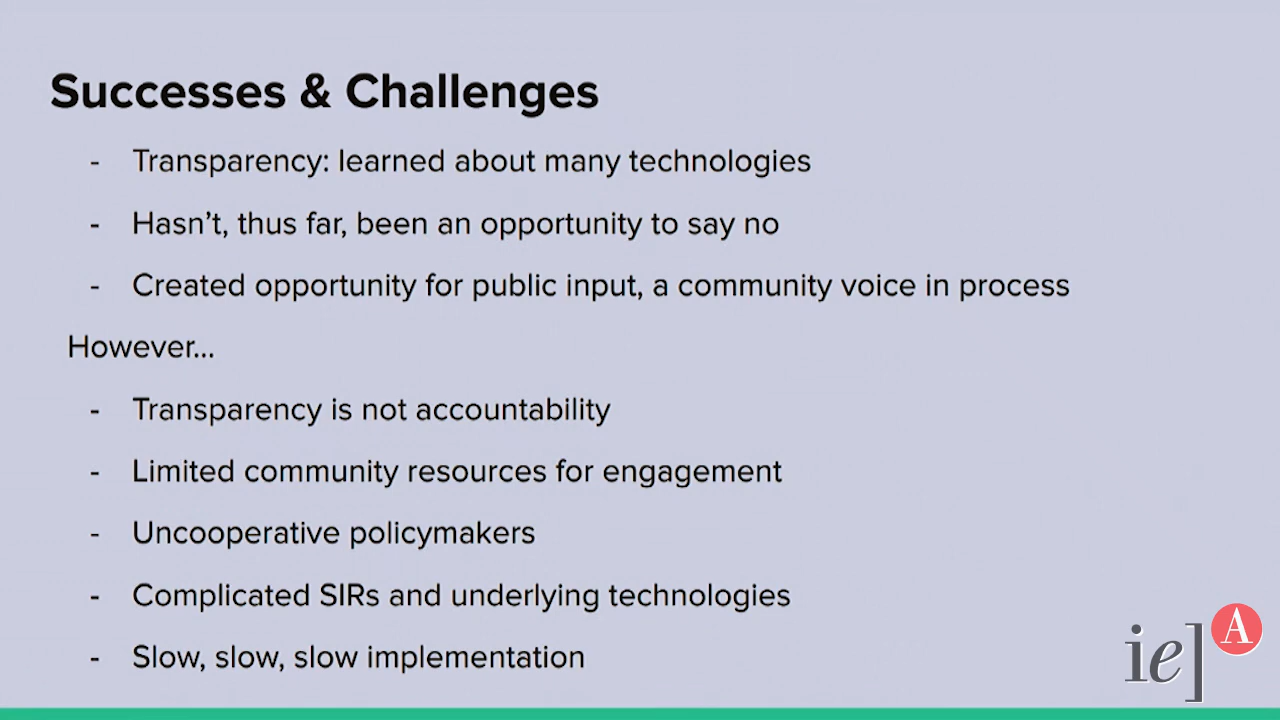 Successes & Challenges
- Transparency: learned about many technologies
- Hasn’t, thus far, been an opportunity to say no
- Created opportunity for public input, a community voice in process
However...
- Transparency is not accountability
- Limited community resources for engagement
- Uncooperative policymakers
- Complicated SIRs and underlying technologies
- Slow, slow, slow implementation
ie] A